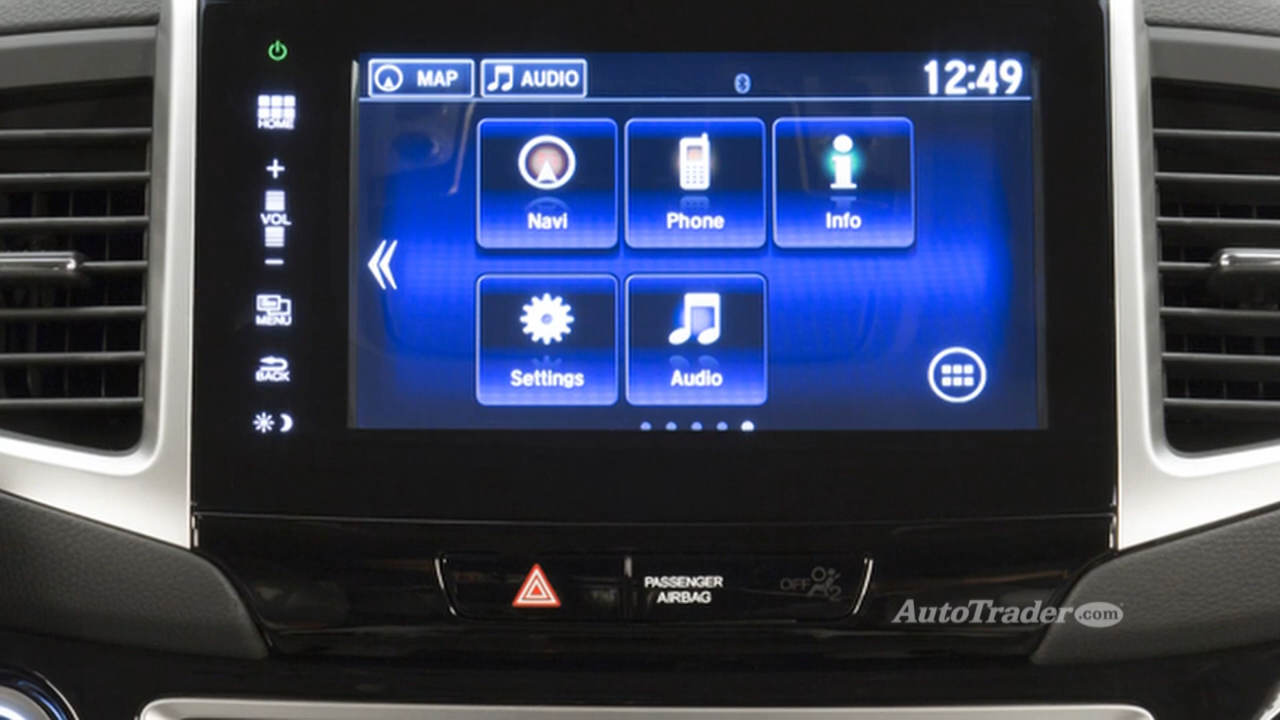 MAP
AUDIO
12:49
HOME
+
VOL
−
MENU
BACK
Navi
Phone
Info
Settings
Audio
PASSENGER
AIRBAG
OFF
AutoTrader.com